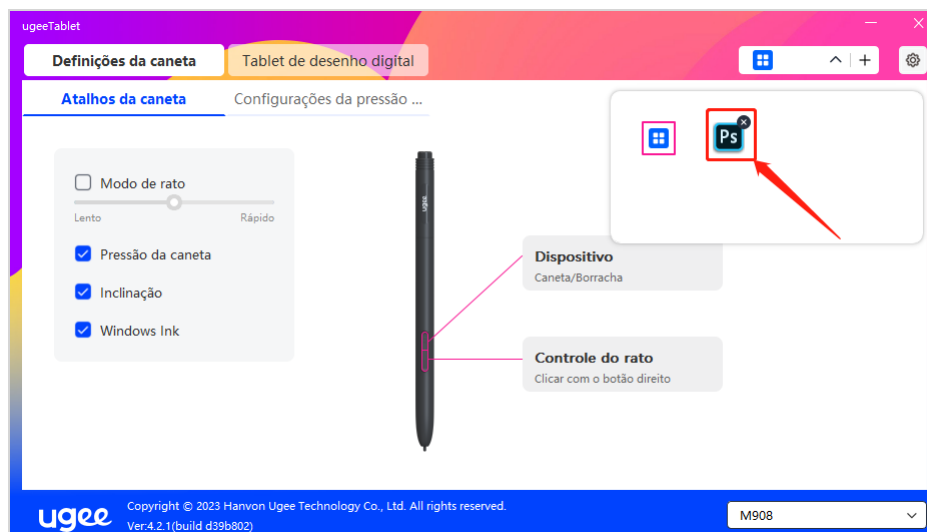 ugeeTablet
Definições da caneta
Tablet de desenho digital
Atalhos da caneta
Configurações da pressão ...
Ps
Modo de rato
Lento
Rápido
Pressão da caneta
Inclinação
Windows Ink
ugee
Dispositivo
Caneta/Borracha
Controle do rato
Clicar com o botão direito
ugee
Copyright © 2023 Hanvon Ugee Technology Co., Ltd. All rights reserved.
Ver:4.2.1(build d39b802)
M908